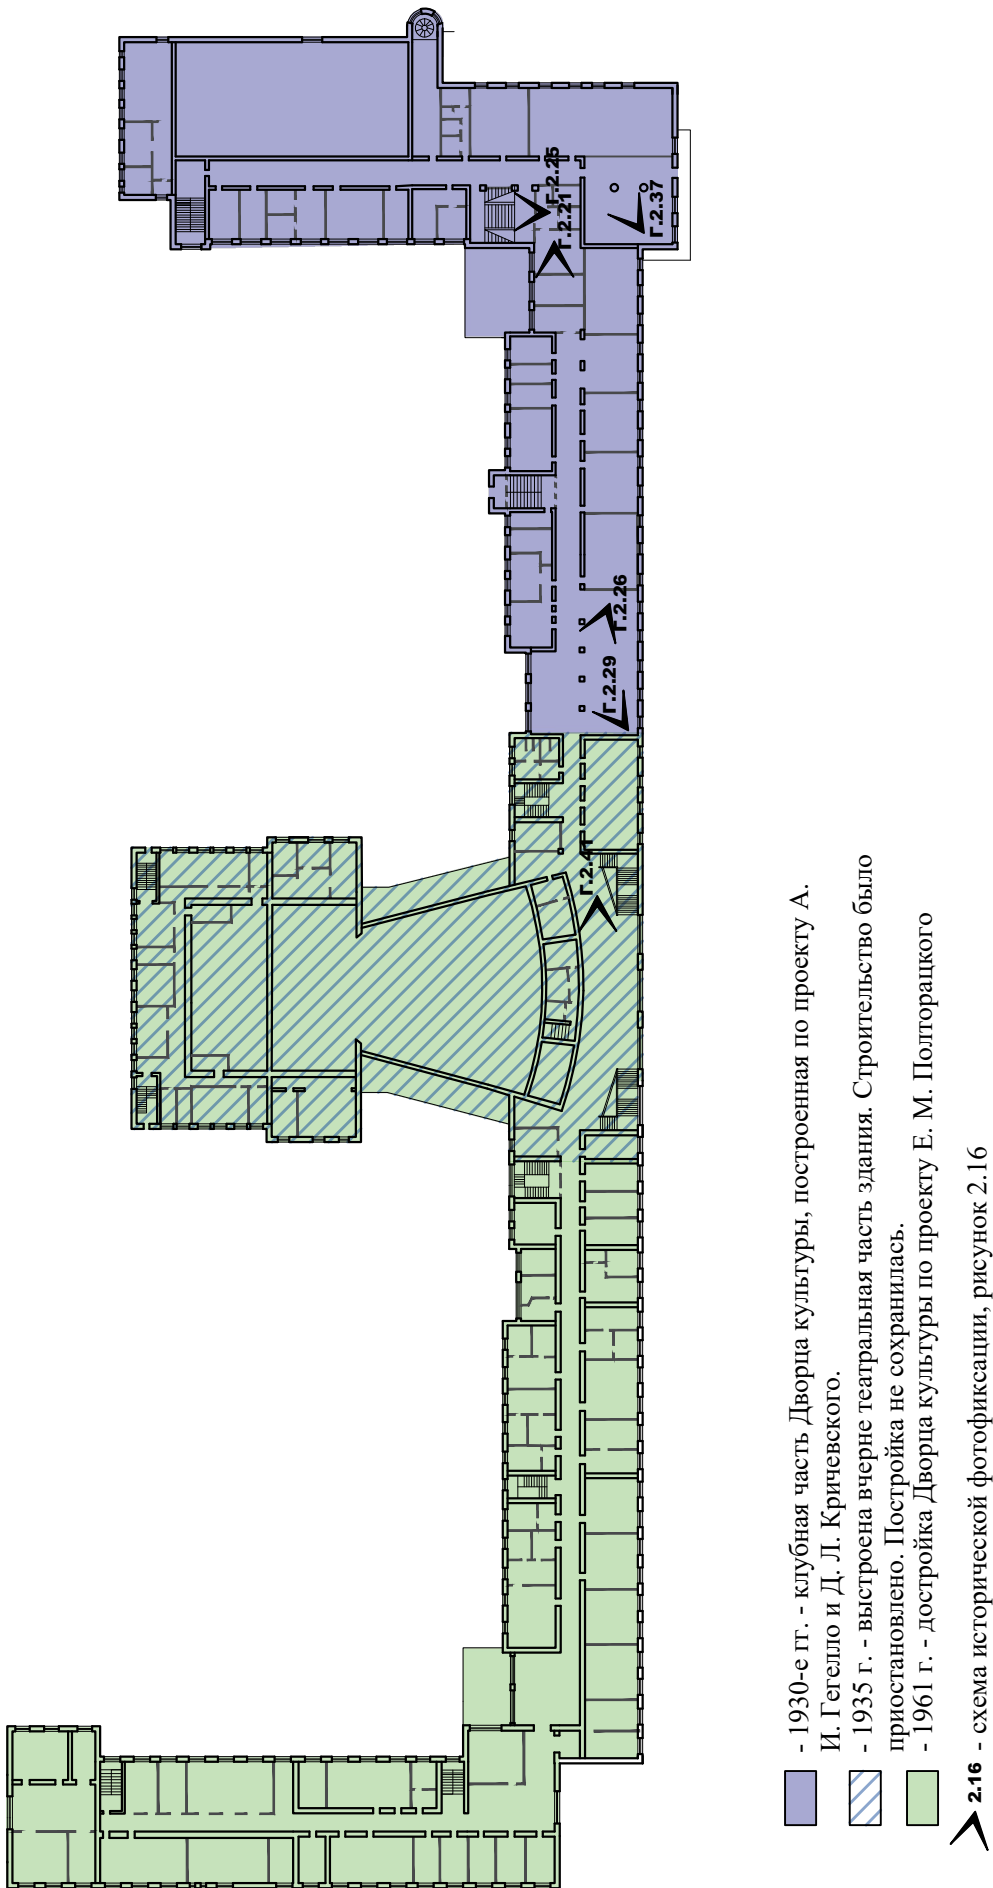 Г.2.25
Г.2.21
Г.2.37
Г.2.26
Г.2.29
Г.2.41
- 1930-е гг. - клубная часть Дворца культуры, построенная по проекту А.
И. Гегелло и Д. Л. Кричевского.
- 1935 г. - выстроена вчерне театральная часть здания. Строительство было
приостановлено. Постройка не сохранилась.
- 1961 г. - достройка Дворца культуры по проекту Е. М. Полторацкого
2.16 - схема исторической фотофиксации, рисунок 2.16